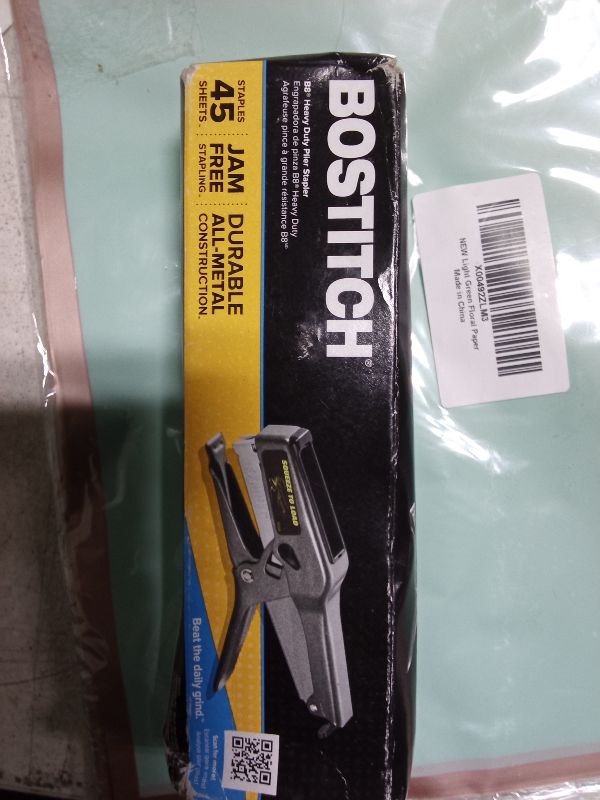 BOSTITCH®
B8® Heavy Duty Plier Stapler
Engrapadora de pinza B8® Heavy Duty
Agrafeuse pince à grande résistance B8®
STAPLES
45
SHEETS.
JAM
FREE
STAPLING.
DURABLE
ALL-METAL
CONSTRUCTION.
SQUEEZE TO LOAD
Beat the daily grind.™
Scan for more!
X00492ZLM3
NEW Light Green Floral Paper
Made in China